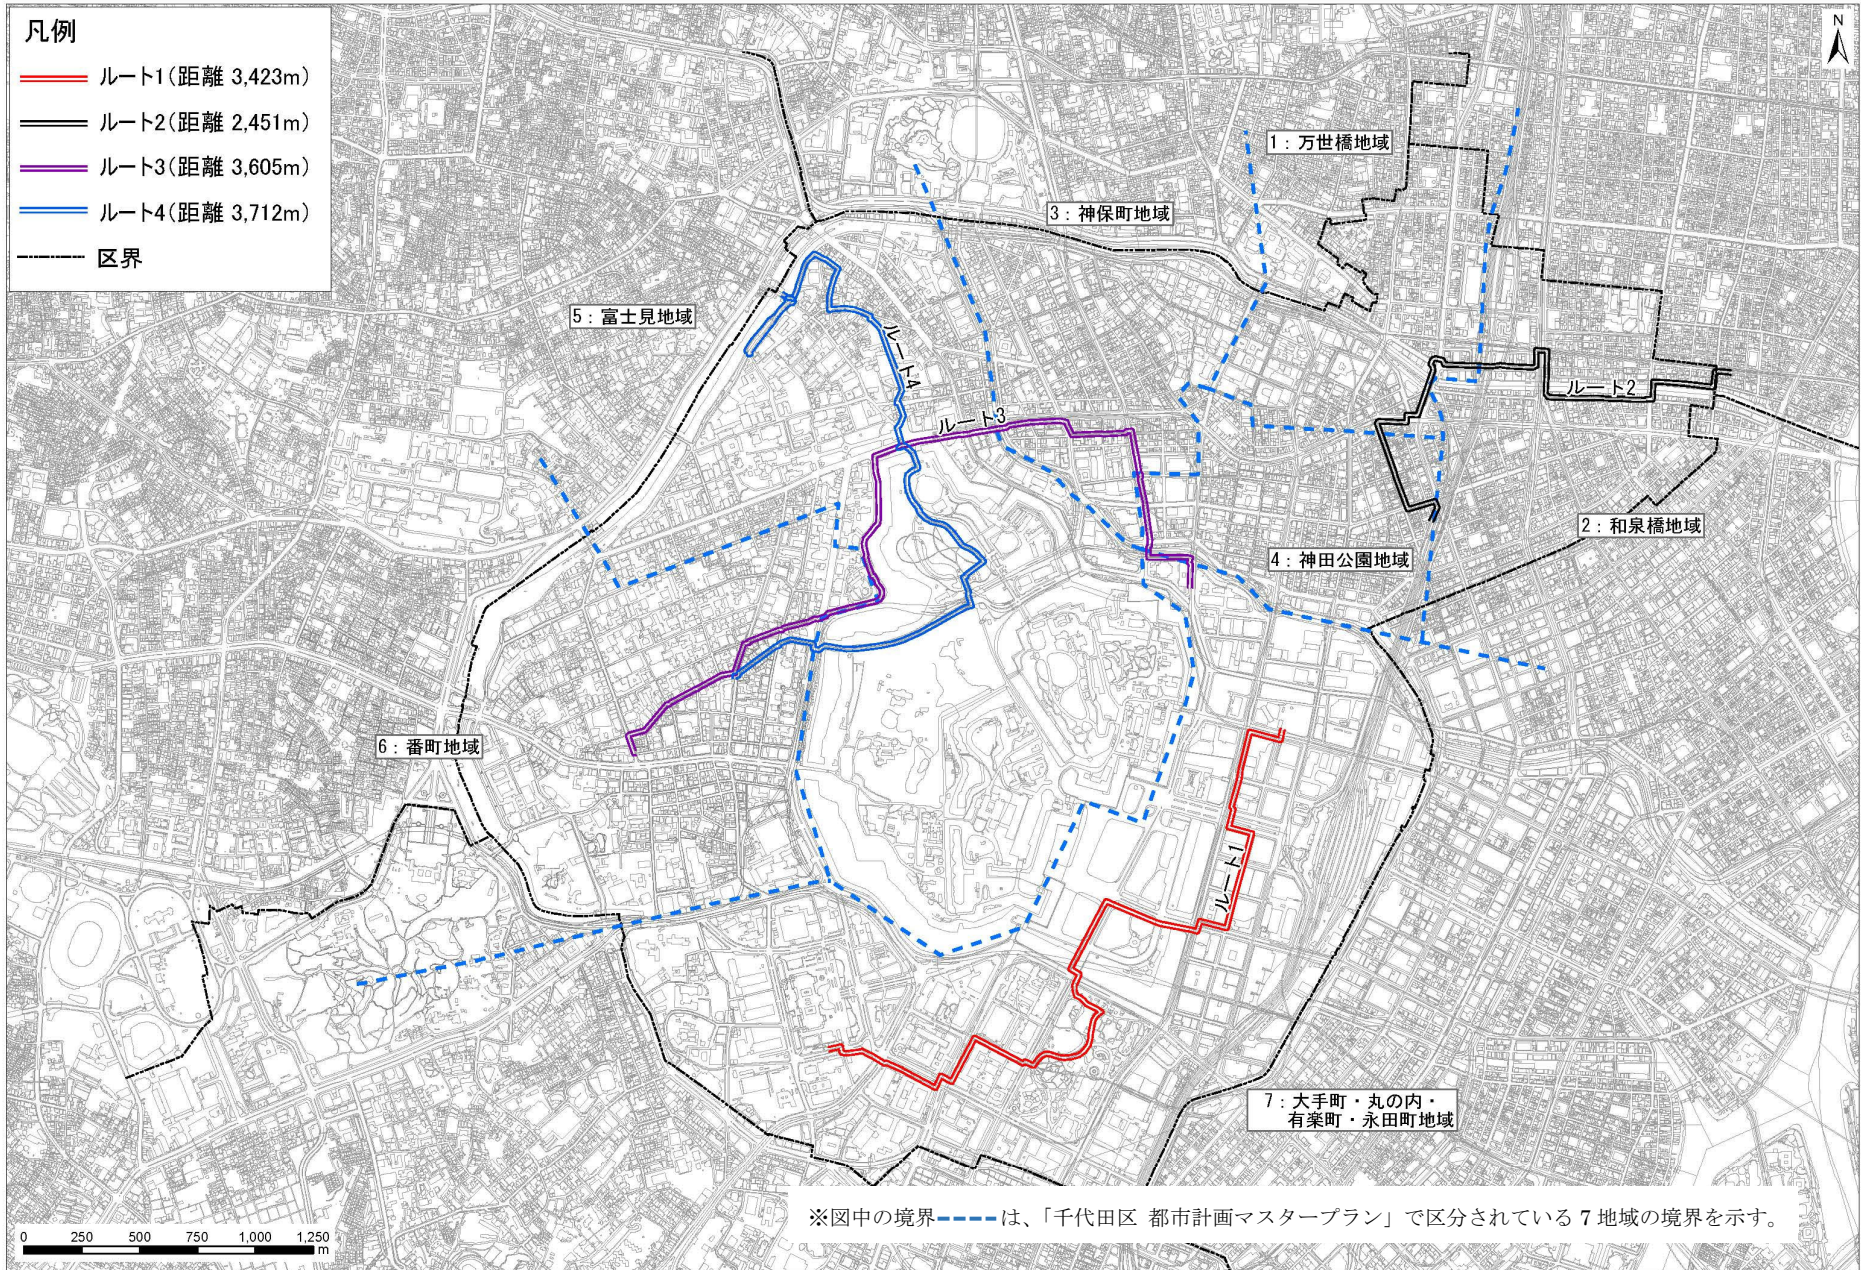 凡例
ルート1(距離 3,423m)
ルート2(距離 2,451m)
ルート3(距離 3,605m)
ルート4(距離 3,712m)
区界
N
1：万世橋地域
3：神保町地域
5：富士見地域
ルート4
ルート3
ルート2
2：和泉橋地域
4：神田公園地域
6：番町地域
ルート1
7：大手町・丸の内・
有楽町・永田町地域
※図中の境界 は、「千代田区 都市計画マスタープラン」で区分されている 7 地域の境界を示す。
0 250 500 750 1,000 1,250
m